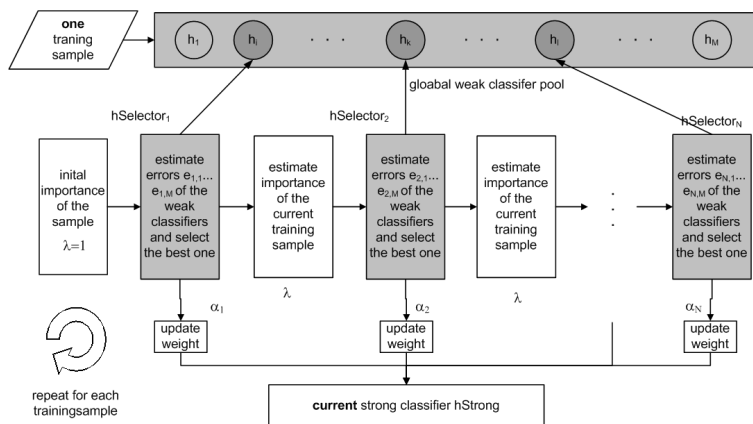 one
traning
sample
h1 hi . . . hk . . . hl . . . hM
gloabal weak classifer pool
hSelector1
hSelector2
hSelectorN
inital
importance
of the
sample
λ=1
estimate
errors e1,1...
e1,M of the
weak
classifiers
and select
the best one
estimate
importance
of the
current
training
sample
λ
estimate
errors e2,1...
e2,M of the
weak
classifiers
and select
the best one
estimate
importance
of the
current
training
sample
λ
.
.
.
estimate
errors eN,1...
eN,M of the
weak
classifiers
and select
the best one
α1
α2
αN
update
weight
update
weight
update
weight
repeat for each
trainingsample
current strong classifier hStrong